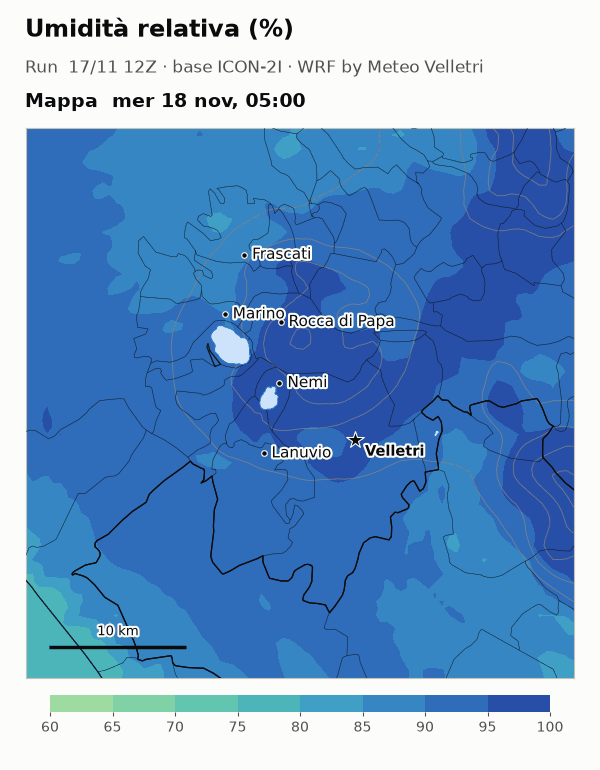 Umidità relativa (%)
Run  17/11 12Z · base ICON-2I · WRF by Meteo Velletri
Mappa  mer 18 nov, 05:00
Frascati
Marino
Rocca di Papa
Nemi
Velletri
Lanuvio
10 km
60 65 70 75 80 85 90 95 100